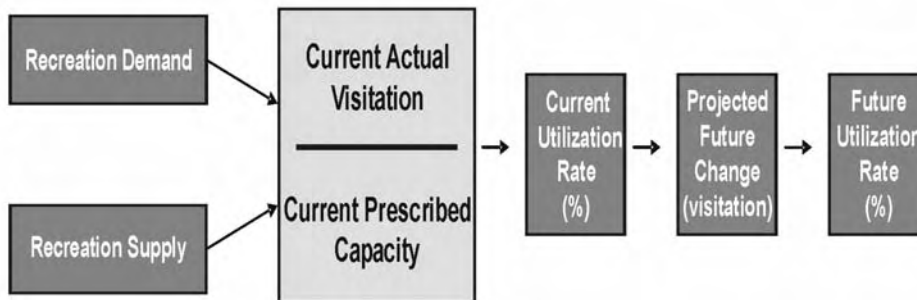 Recreation Demand
Recreation Supply
Current Actual
Visitation
Current Prescribed
Capacity
Current
Utilization
Rate
(%)
Projected
Future
Change
(visitation)
Future
Utilization
Rate
(%)